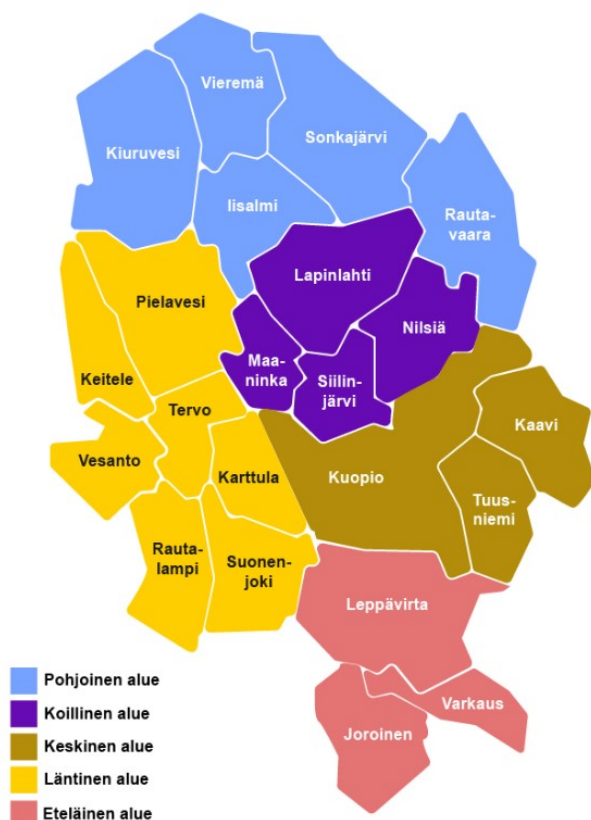 Vieremä
Sonkajärvi
Kiuruvesi
Iisalmi
Rauta-
vaara
Lapinlahti
Pielavesi
Nilsiä
Maa-
ninka
Siilin-
järvi
Keitele
Tervo
Kaavi
Vesanto
Karttula
Kuopio
Tuus-
niemi
Rauta-
lampi
Suonen-
joki
Leppävirta
Varkaus
Joroinen
Pohjoinen alue
Koillinen alue
Keskinen alue
Läntinen alue
Eteläinen alue